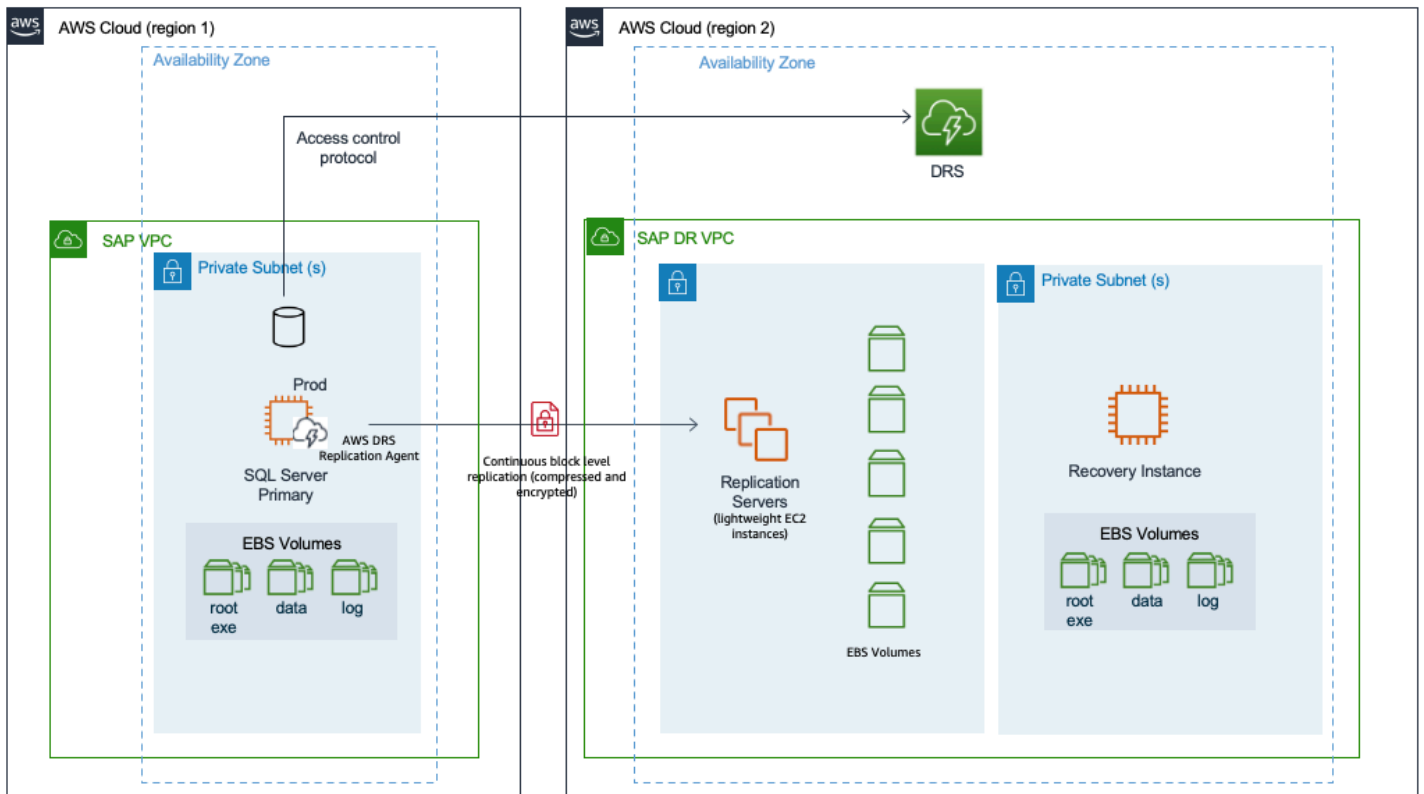 aws
AWS Cloud (region 1)
Availability Zone
Access control
protocol
SAP VPC
Private Subnet (s)
Prod
AWS DRS
Replication Agent
SQL Server
Primary
EBS Volumes
root
exe
data
log
Continuous block level
replication (compressed and
encrypted)
aws
AWS Cloud (region 2)
Availability Zone
DRS
SAP DR VPC
Replication
Servers
(lightweight EC2
instances)
EBS Volumes
Private Subnet (s)
Recovery Instance
EBS Volumes
root
exe
data
log